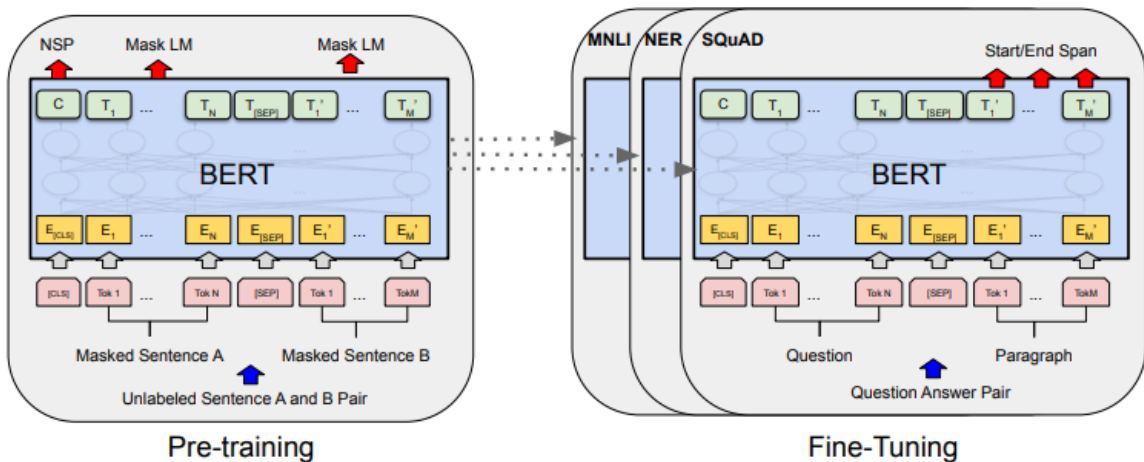 NSP Mask LM Mask LM
C T1 ... TN T[SEP] T1' ... TM'
BERT
E[CLS] E1 ... EN E[SEP] E1' ... EM'
[CLS] Tok 1 ... Tok N [SEP] Tok 1 ... TokM
Masked Sentence A Masked Sentence B
Unlabeled Sentence A and B Pair
Pre-training
MNLI NER SQuAD
Start/End Span
C T1 ... TN T[SEP] T1' ... TM'
BERT
E[CLS] E1 ... EN E[SEP] E1' ... EM'
[CLS] Tok 1 ... Tok N [SEP] Tok 1 ... TokM
Question Paragraph
Question Answer Pair
Fine-Tuning